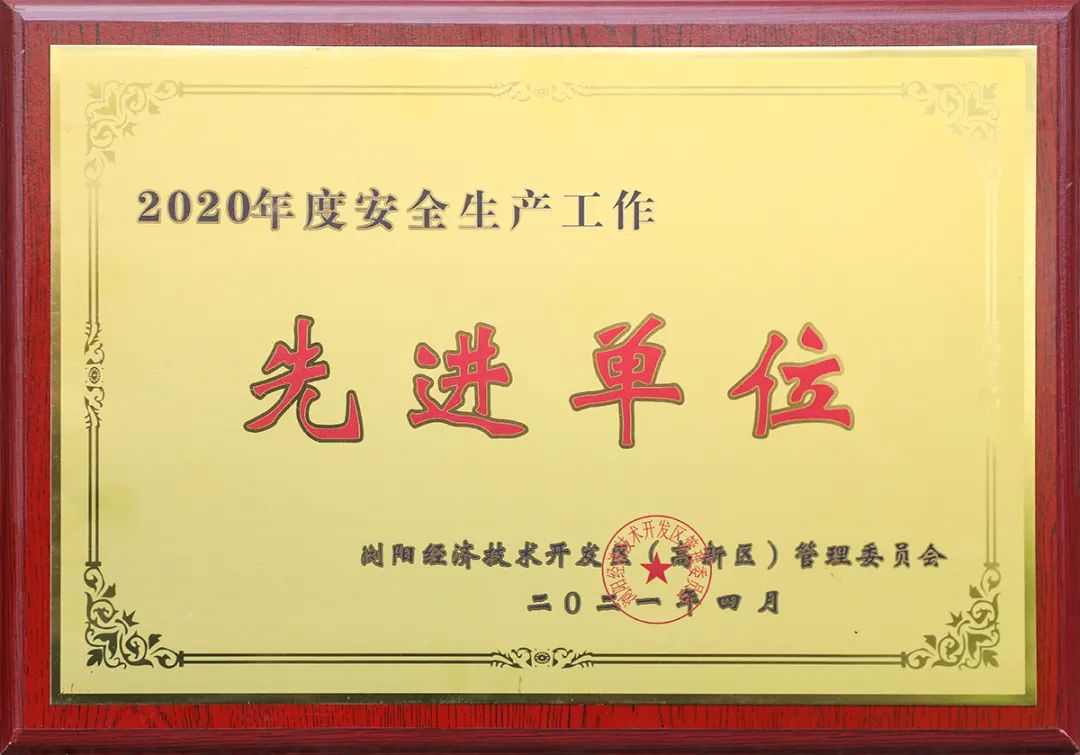 2020年度安全生产工作
先进单位
浏阳经济技术开发区（高新区）管理委员会
二〇二一年四月